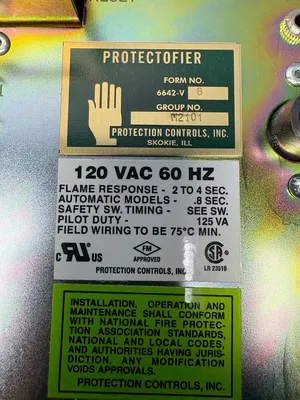 PROTECTOFIER
FORM NO.
6642-V B
GROUP NO.
M2101
PROTECTION CONTROLS, INC.
SKOKIE, ILL
120 VAC 60 HZ
FLAME RESPONSE - 2 TO 4 SEC.
AUTOMATIC MODELS - .8 SEC.
SAFETY SW. TIMING - SEE SW.
PILOT DUTY - 125 VA
FIELD WIRING TO BE 75°C MIN.
c RU us
FM
APPROVED
SA
LR 23510
PROTECTION CONTROLS, INC
INSTALLATION, OPERATION AND
MAINTENANCE SHALL CONFORM
WITH NATIONAL FIRE PROTEC-
TION ASSOCIATION STANDARDS,
NATIONAL AND LOCAL CODES,
AND AUTHORITIES HAVING JURIS-
DICTION. ANY MODIFICATION
VOIDS APPROVALS.
PROTECTION CONTROLS, INC.